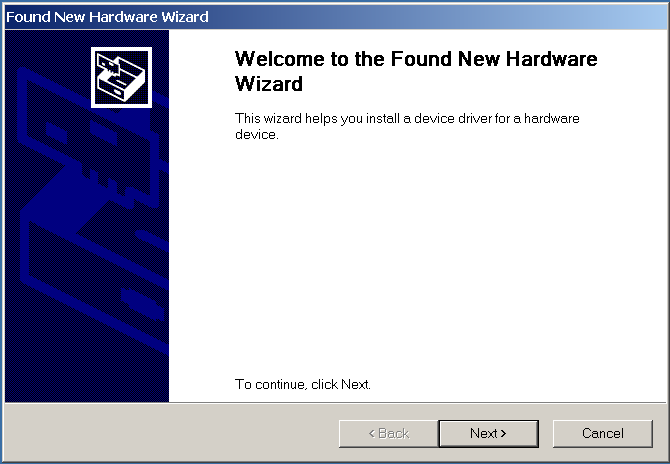 Found New Hardware Wizard
Welcome to the Found New Hardware
Wizard
This wizard helps you install a device driver for a hardware
device.
To continue, click Next.
< Back
Next >
Cancel